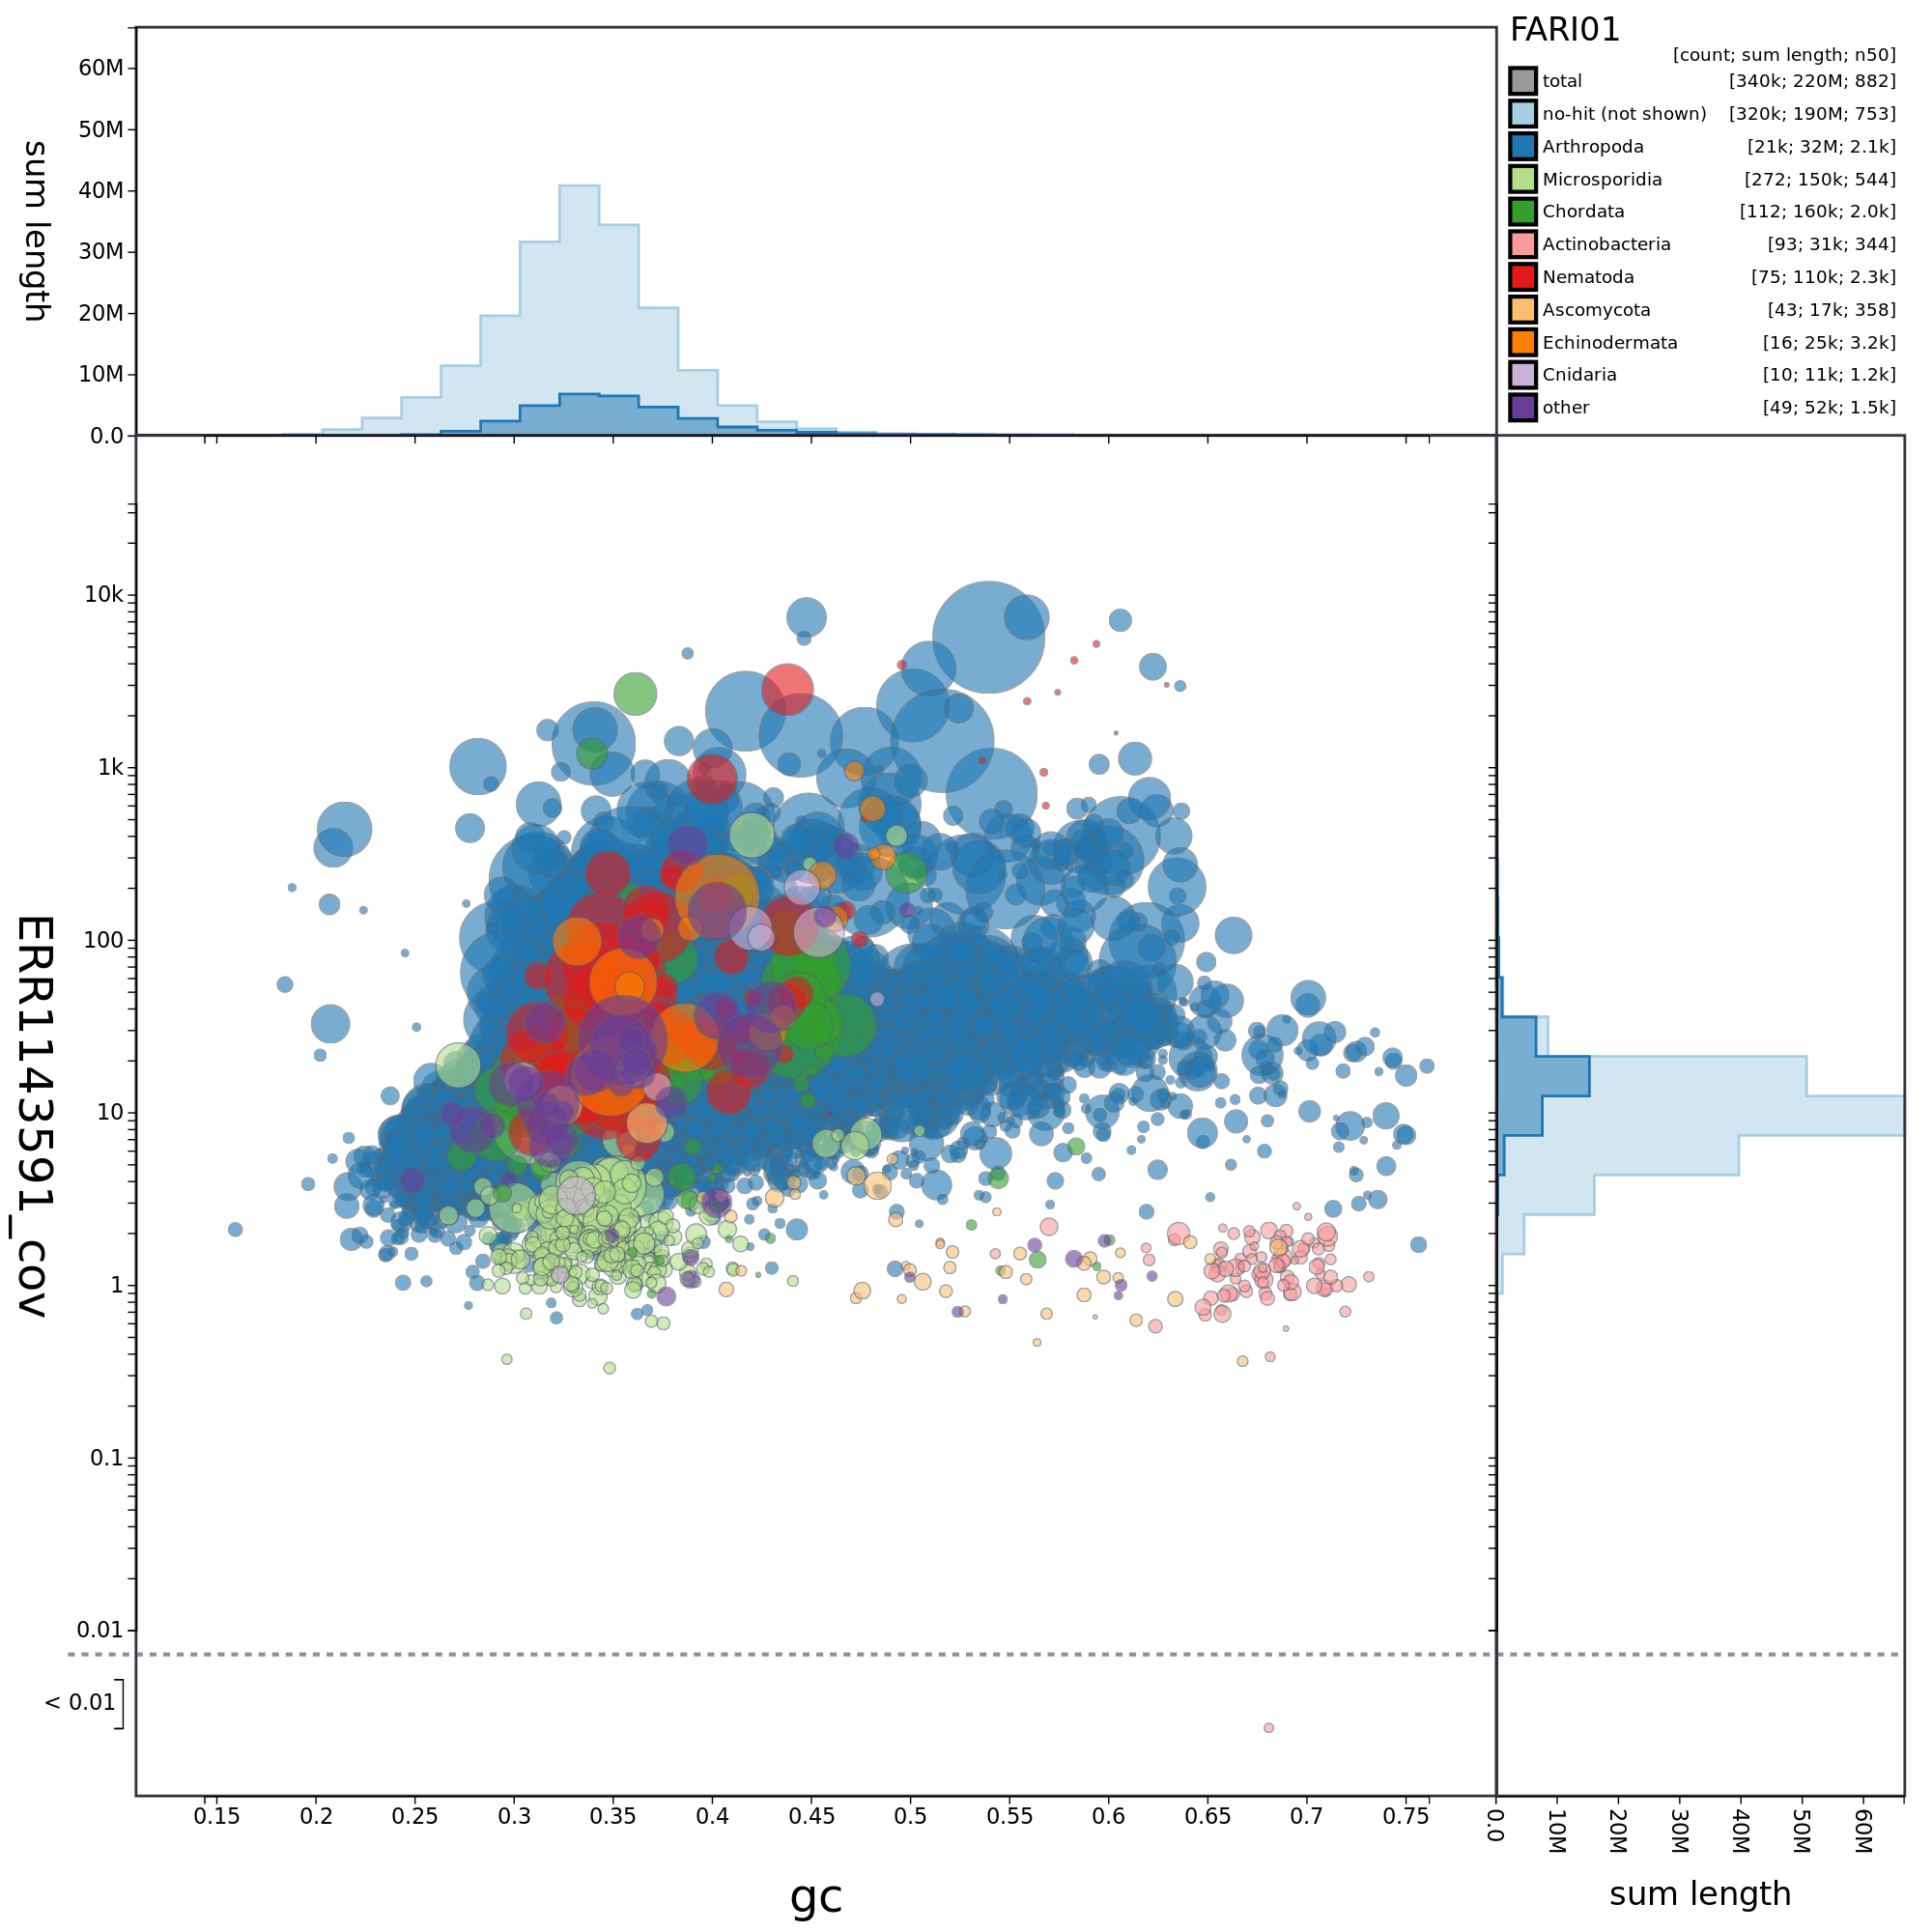 FARI01
[count; sum length; n50]
total [340k; 220M; 882]
no-hit (not shown) [320k; 190M; 753]
Arthropoda [21k; 32M; 2.1k]
Microsporidia [272; 150k; 544]
Chordata [112; 160k; 2.0k]
Actinobacteria [93; 31k; 344]
Nematoda [75; 110k; 2.3k]
Ascomycota [43; 17k; 358]
Echinodermata [16; 25k; 3.2k]
Cnidaria [10; 11k; 1.2k]
other [49; 52k; 1.5k]
sum length
60M
50M
40M
30M
20M
10M
0.0
ERR1143591_cov
10k
1k
100
10
1
0.1
0.01
< 0.01
0.15 0.2 0.25 0.3 0.35 0.4 0.45 0.5 0.55 0.6 0.65 0.7 0.75
gc
0.0 10M 20M 30M 40M 50M 60M
sum length